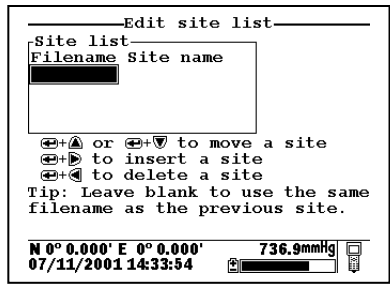 Edit site list
Site list
Filename Site name
+ or + to move a site
+ to insert a site
+ to delete a site
Tip: Leave blank to use the same
filename as the previous site.
N 0° 0.000' E 0° 0.000' 736.9mmHg
07/11/2001 14:33:54